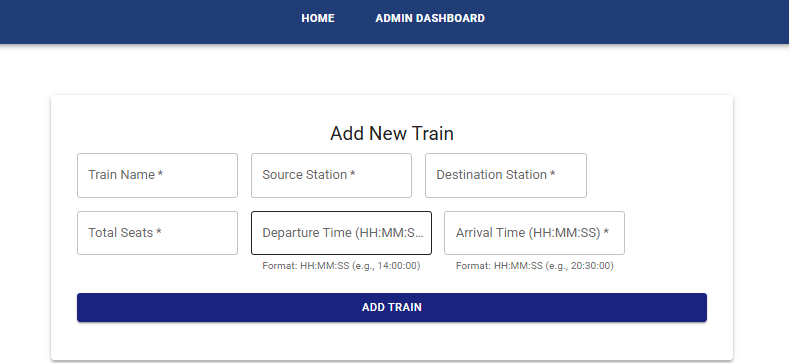 HOME ADMIN DASHBOARD
Add New Train
Train Name * Source Station * Destination Station *
Total Seats * Departure Time (HH:MM:S... Arrival Time (HH:MM:SS) *
Format: HH:MM:SS (e.g., 14:00:00) Format: HH:MM:SS (e.g., 20:30:00)
ADD TRAIN